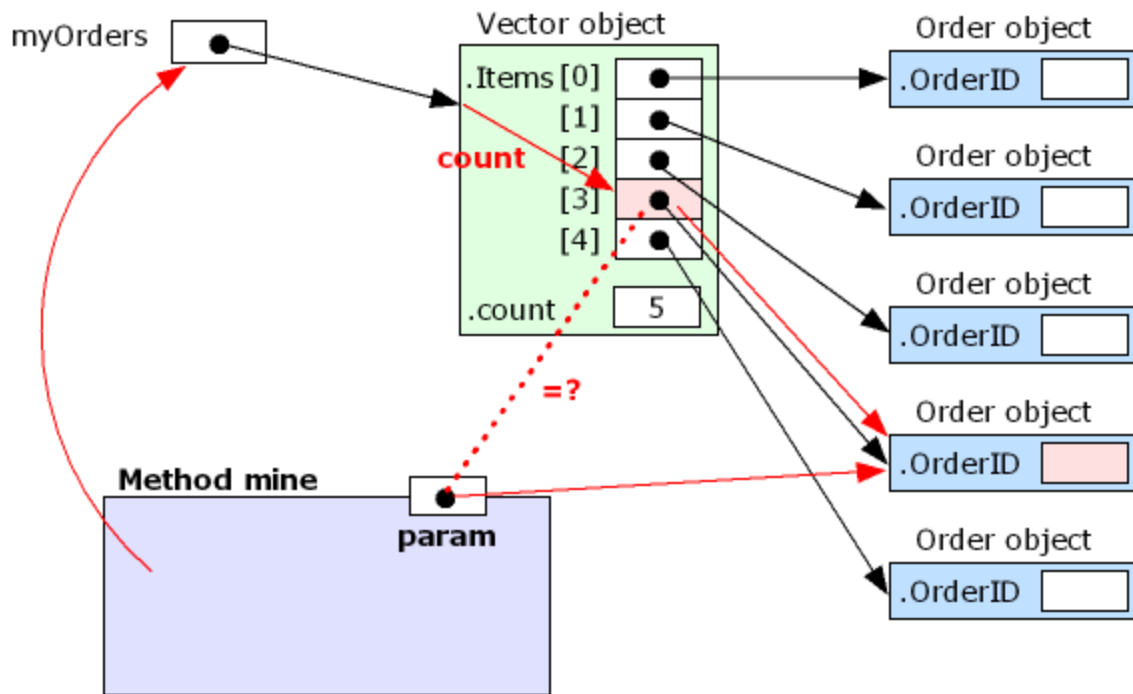 myOrders
Vector object
.Items [0]
[1]
count
[2]
[3]
[4]
.count 5
=?
Method mine
param
Order object
.OrderID
Order object
.OrderID
Order object
.OrderID
Order object
.OrderID
Order object
.OrderID